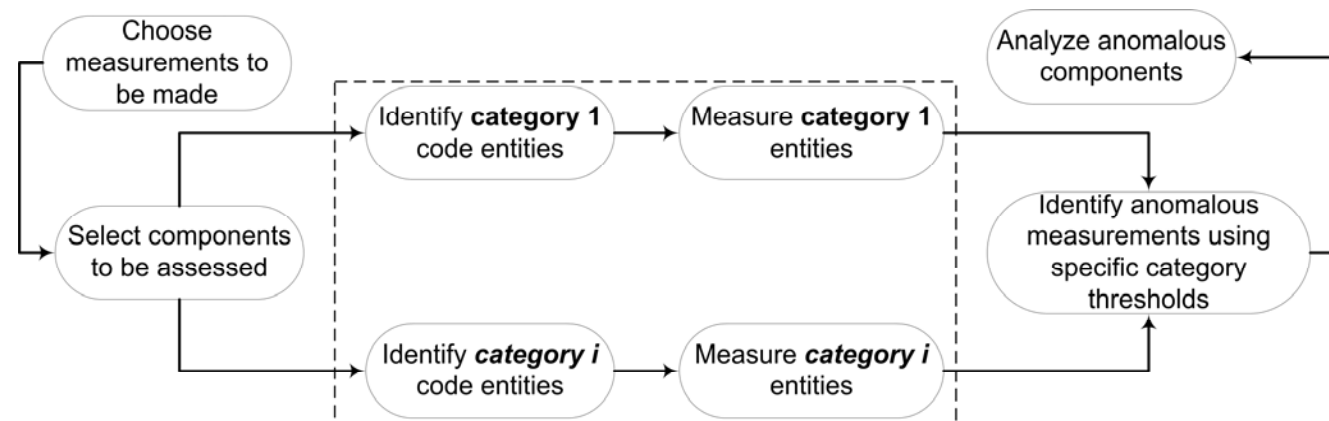 Choose
measurements to
be made
Select components
to be assessed
Identify category 1
code entities
Measure category 1
entities
Identify category i
code entities
Measure category i
entities
Identify anomalous
measurements using
specific category
thresholds
Analyze anomalous
components